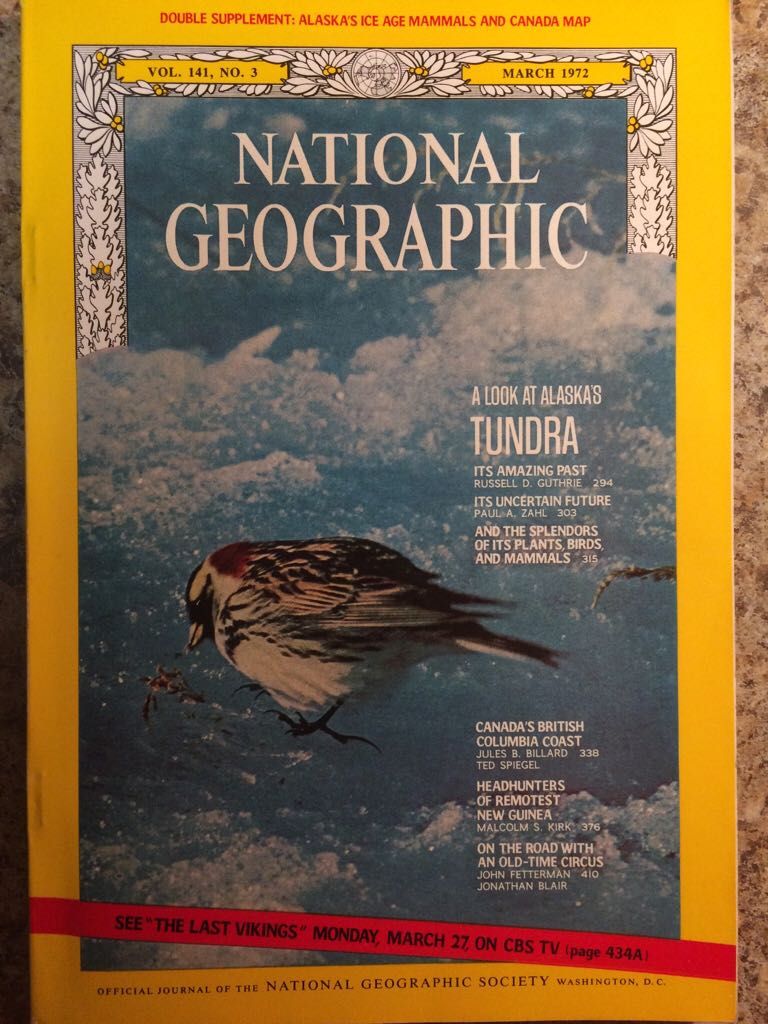 DOUBLE SUPPLEMENT: ALASKA'S ICE AGE MAMMALS AND CANADA MAP
VOL. 141, NO. 3
MARCH 1972
NATIONAL
GEOGRAPHIC
A LOOK AT ALASKA'S
TUNDRA
ITS AMAZING PAST
RUSSELL D. GUTHRIE 294
ITS UNCERTAIN FUTURE
PAUL A. ZAHL 303
AND THE SPLENDORS
OF ITS PLANTS, BIRDS,
AND MAMMALS 315
CANADA'S BRITISH
COLUMBIA COAST
JULES B. BILLARD 338
TED SPIEGEL
HEADHUNTERS
OF REMOTEST
NEW GUINEA
MALCOLM S. KIRK 376
ON THE ROAD WITH
AN OLD-TIME CIRCUS
JOHN FETTERMAN 410
JONATHAN BLAIR
SEE "THE LAST VIKINGS" MONDAY, MARCH 27, ON CBS TV (page 434A)
OFFICIAL JOURNAL OF THE NATIONAL GEOGRAPHIC SOCIETY WASHINGTON, D.C.